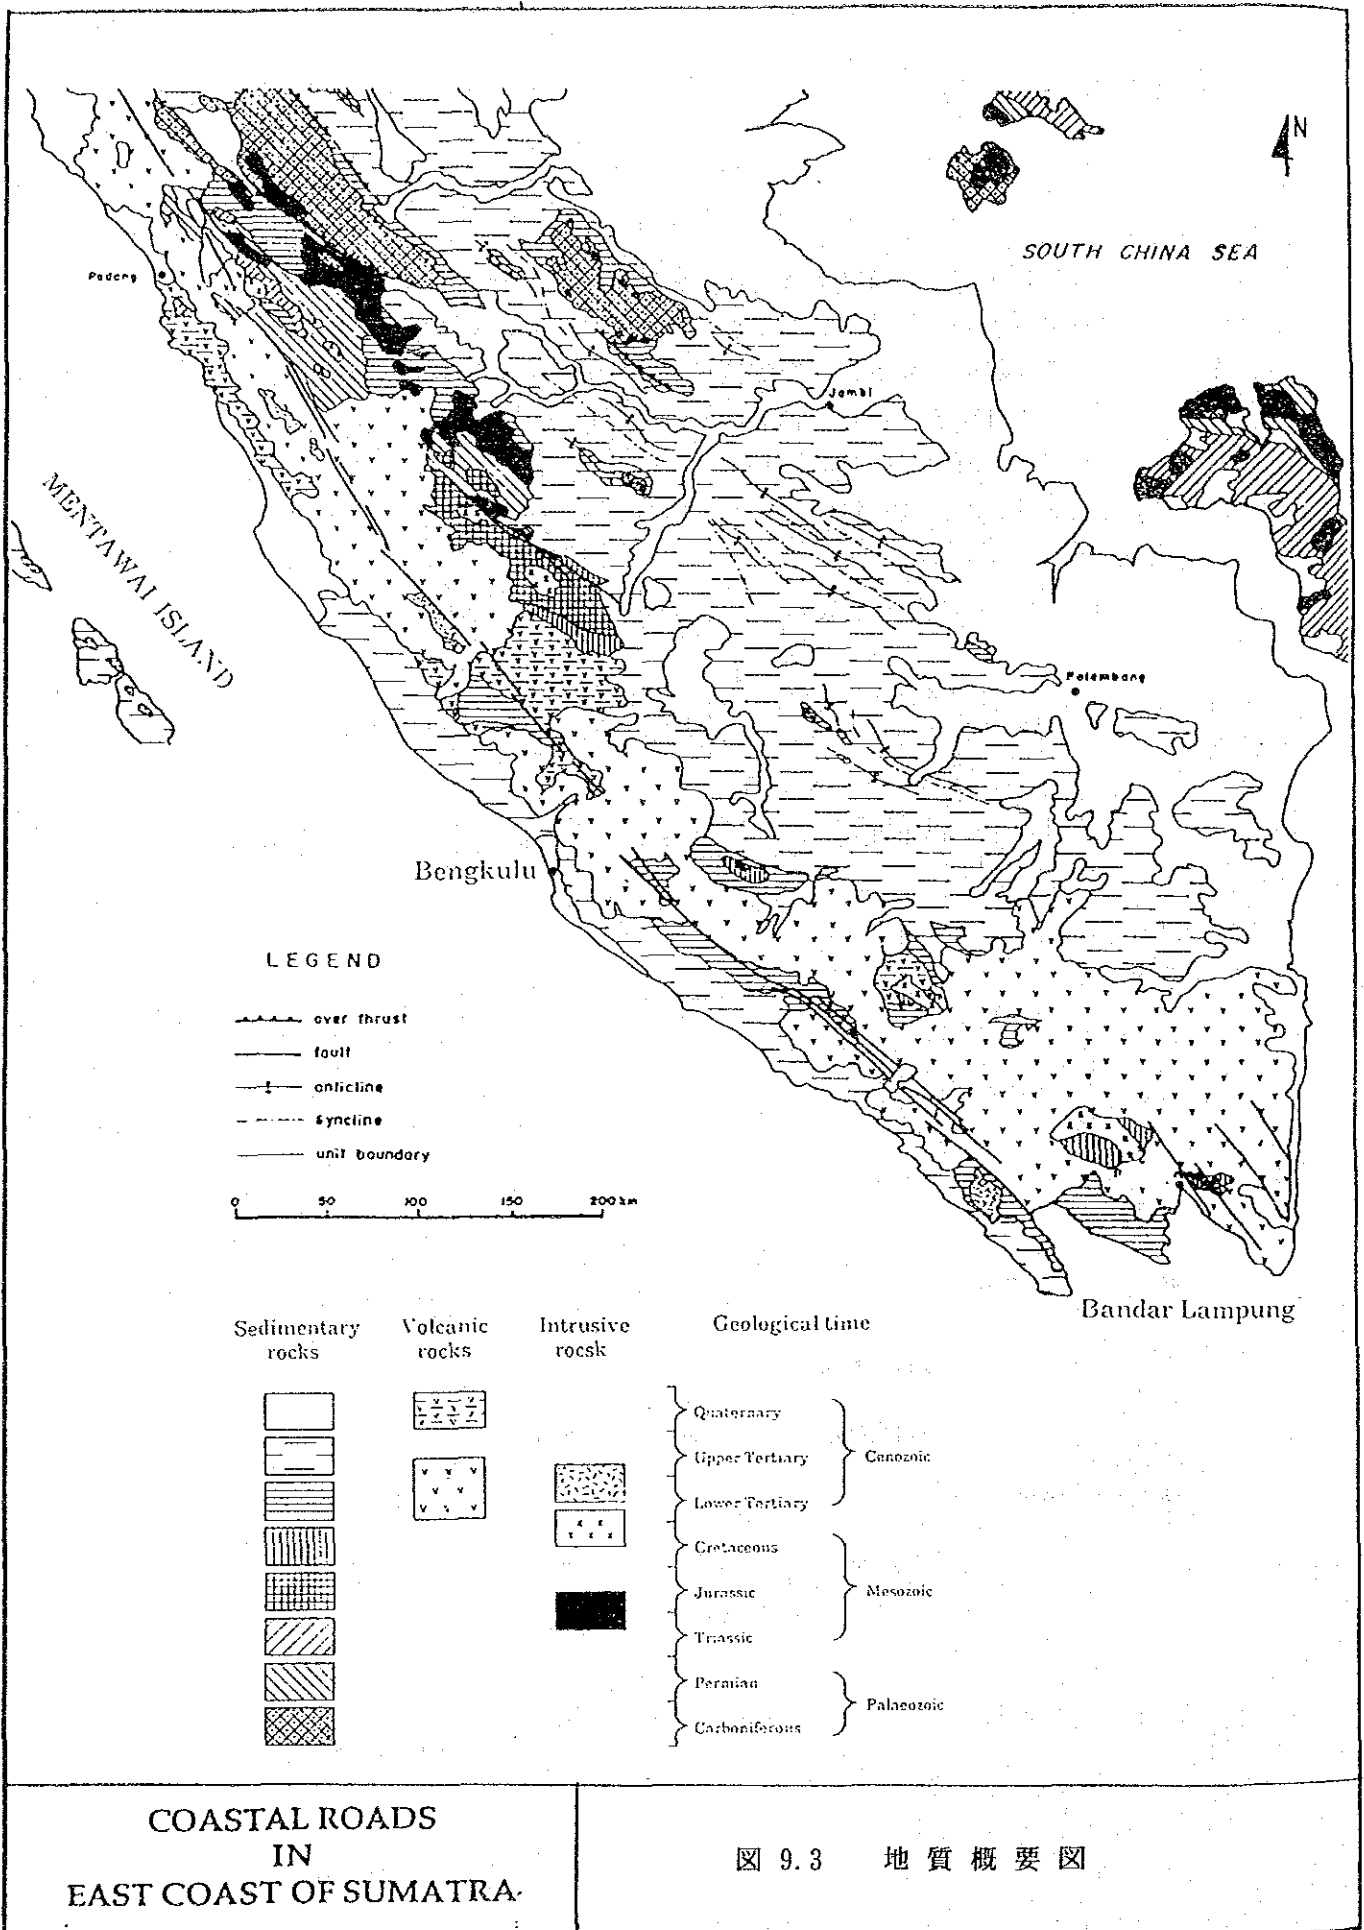 N
SOUTH CHINA SEA
Padang
Jambi
MENTAWAI ISLAND
Palembang
Bengkulu
LEGEND
over thrust
fault
anticline
syncline
unit boundary
0 50 100 150 200 km
Bandar Lampung
Sedimentary rocks
Volcanic rocks
Intrusive rocsk
Geological time
Quaternary
Upper Tertiary
Lower Tertiary
Cenozoic
Cretaceous
Jurassic
Triassic
Mesozoic
Permian
Carboniferous
Palaeozoic
COASTAL ROADS
IN
EAST COAST OF SUMATRA
図 9.3 地質概要図